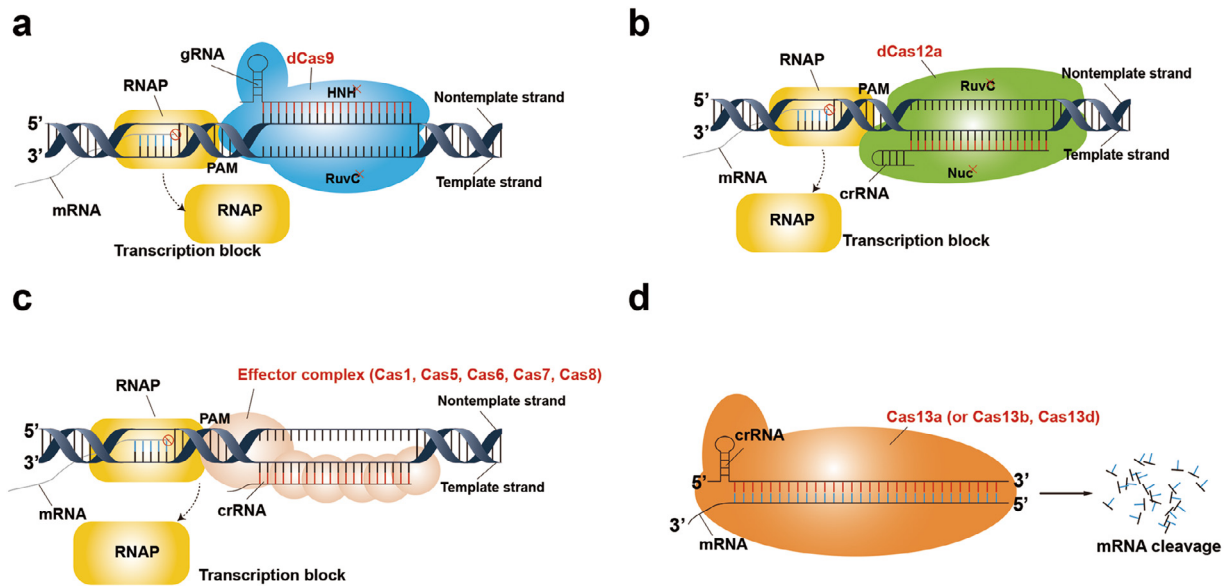 a
gRNA
dCas9
RNAP
HNH
Nontemplate strand
5’
3’
PAM
RuvC
Template strand
mRNA
RNAP
Transcription block
b
dCas12a
RNAP
PAM
RuvC
Nontemplate strand
5’
3’
Template strand
mRNA
crRNA
Nuc
RNAP
Transcription block
c
Effector complex (Cas1, Cas5, Cas6, Cas7, Cas8)
RNAP
PAM
Nontemplate strand
5’
3’
Template strand
mRNA
crRNA
RNAP
Transcription block
d
Cas13a (or Cas13b, Cas13d)
crRNA
5’
3’
5’
3’
mRNA
mRNA cleavage